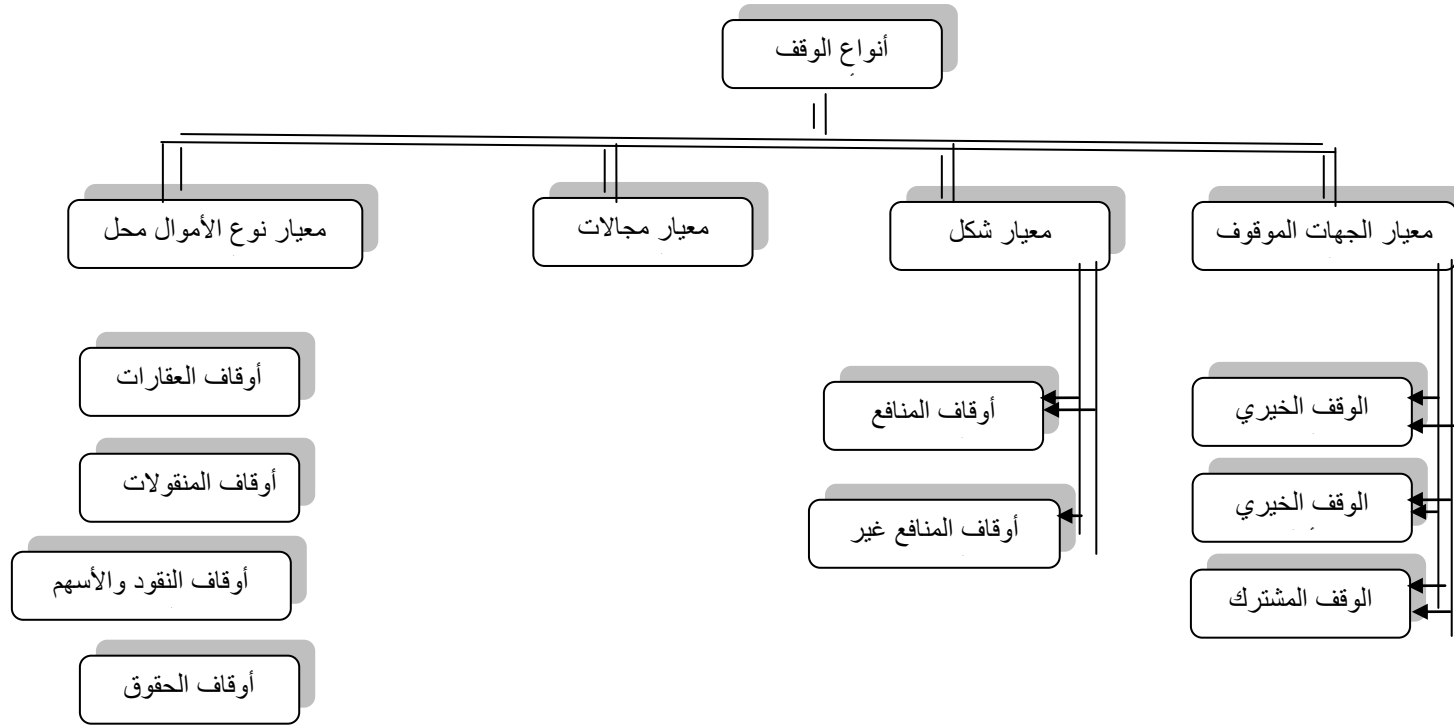 أنواع الوقف
معيار الجهات الموقوف
معيار شكل
معيار مجالات
معيار نوع الأموال محل
الوقف الخيري
الوقف الخيري
الوقف المشترك
أوقاف المنافع
أوقاف المنافع غير
أوقاف العقارات
أوقاف المنقولات
أوقاف النقود والأسهم
أوقاف الحقوق